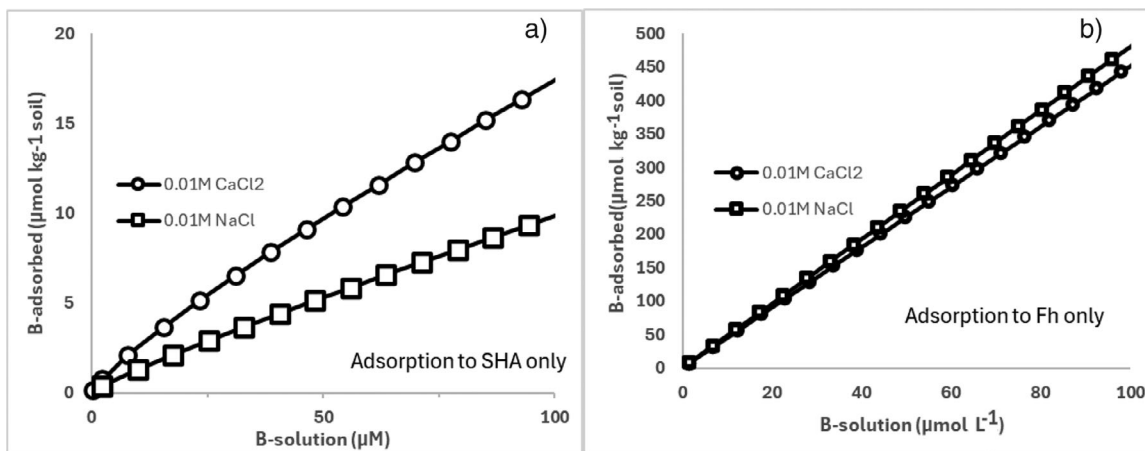 a)
20
15
10
5
0
B-adsorbed (µmol kg-1 soil)
0.01M CaCl2
0.01M NaCl
Adsorption to SHA only
0 50 100
B-solution (µM)
b)
500
450
400
350
300
250
200
150
100
50
0
B-adsorbed(µmol kg⁻¹soil)
0.01M CaCl2
0.01M NaCl
Adsorption to Fh only
0 20 40 60 80 100
B-solution (µmol L⁻¹)